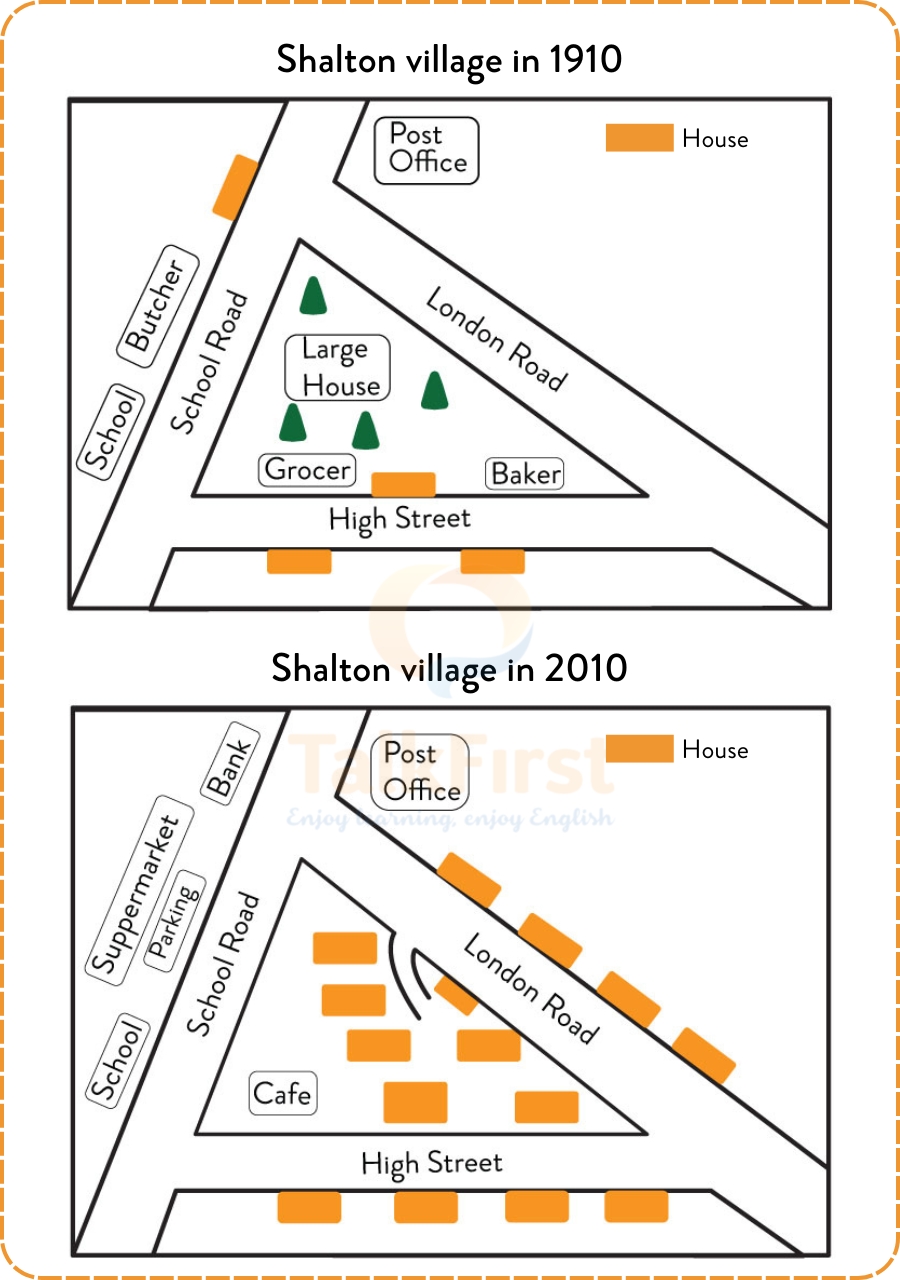 Shalton village in 1910
Post
Office
House
Butcher
School
School Road
London Road
Large
House
Grocer
Baker
High Street
Shalton village in 2010
Bank
Post
Office
House
TalkFirst
Enjoy learning, enjoy English
Suppermarket
Parking
School Road
London Road
School
Cafe
High Street